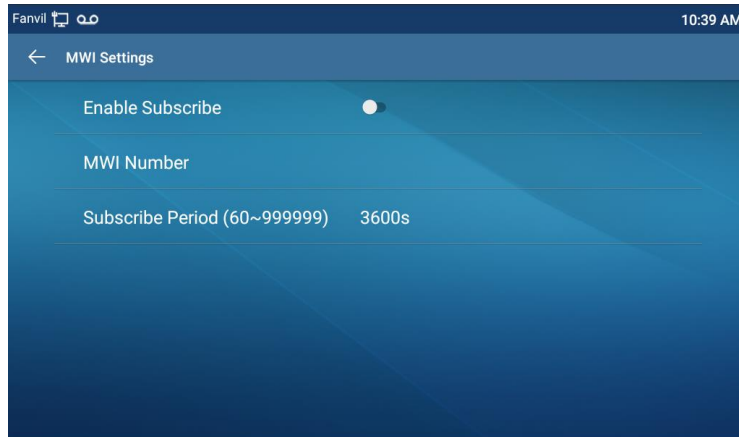 Fanvil 10:39 AM
MWI Settings
Enable Subscribe
MWI Number
Subscribe Period (60~999999) 3600s